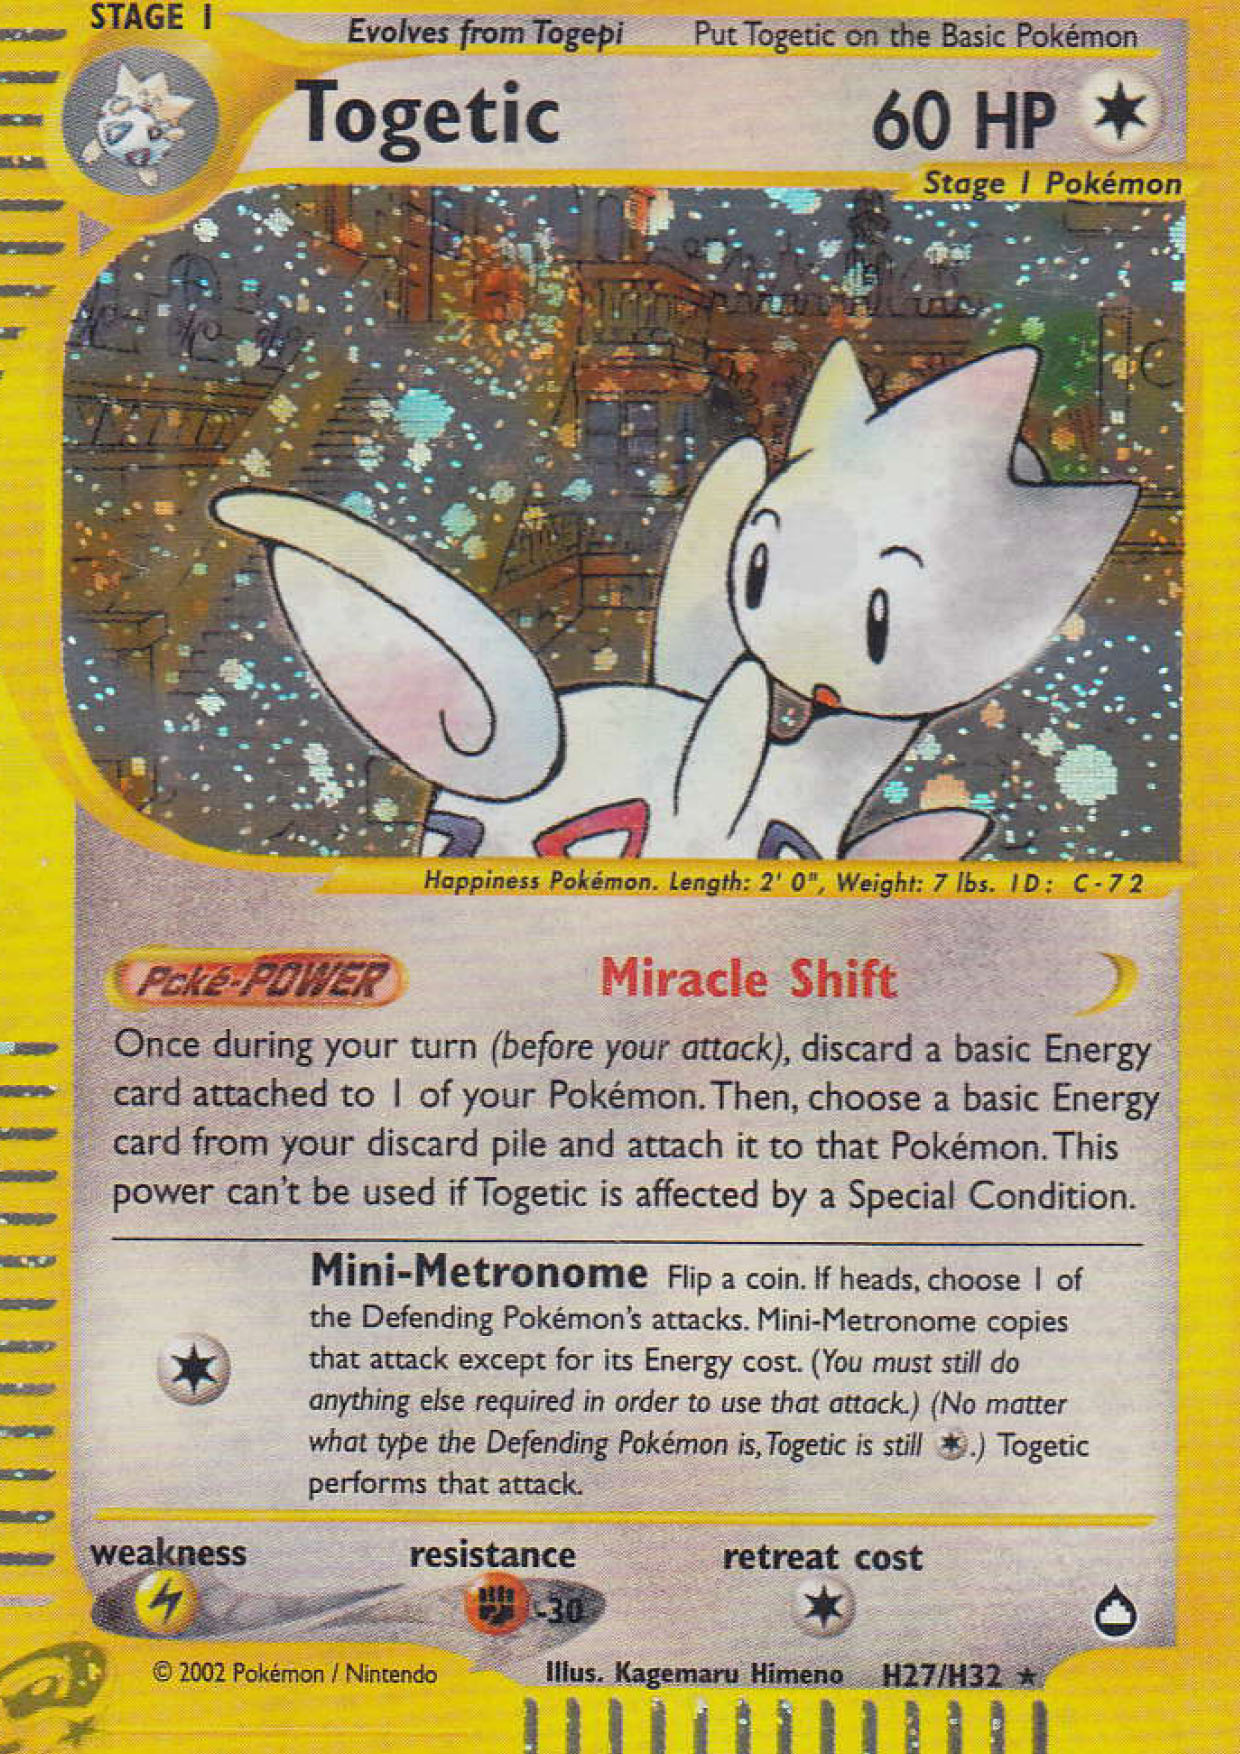 STAGE 1
Evolves from Togepi Put Togetic on the Basic Pokémon
Togetic 60 HP
Stage 1 Pokémon
Happiness Pokémon. Length: 2' 0", Weight: 7 lbs. ID: C-72
Poké-POWER Miracle Shift
Once during your turn (before your attack), discard a basic Energy
card attached to 1 of your Pokémon. Then, choose a basic Energy
card from your discard pile and attach it to that Pokémon. This
power can't be used if Togetic is affected by a Special Condition.
Mini-Metronome Flip a coin. If heads, choose 1 of
the Defending Pokémon's attacks. Mini-Metronome copies
that attack except for its Energy cost. (You must still do
anything else required in order to use that attack.) (No matter
what type the Defending Pokémon is, Togetic is still .) Togetic
performs that attack.
weakness resistance retreat cost
-30
© 2002 Pokémon / Nintendo Illus. Kagemaru Himeno H27/H32 ★